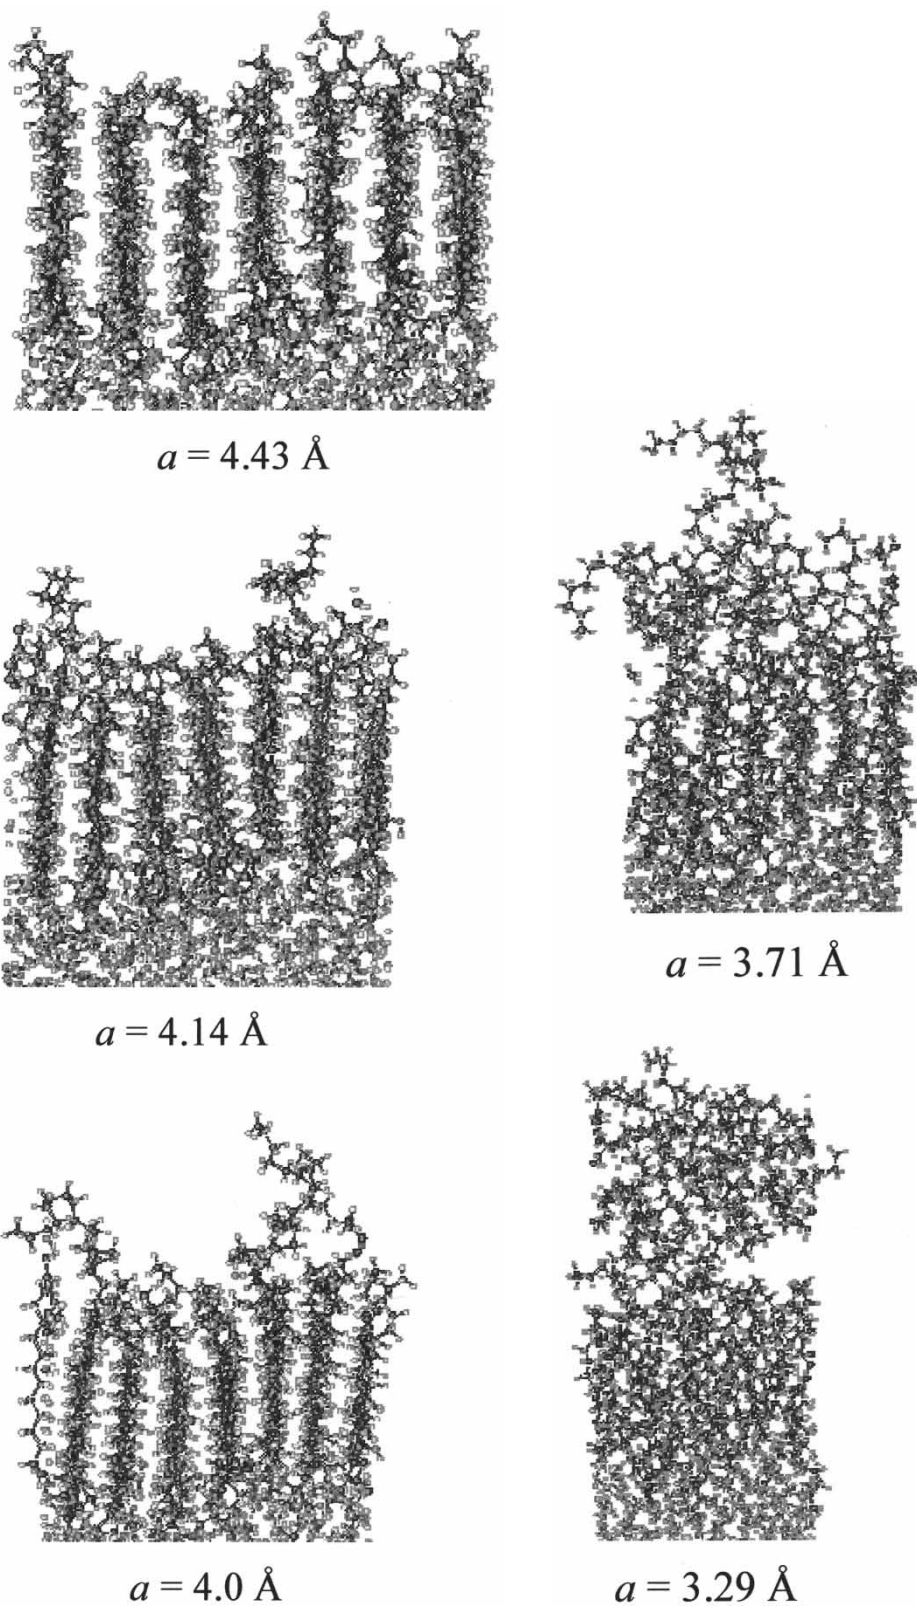 a = 4.43 Å
a = 4.14 Å
a = 4.0 Å
a = 3.71 Å
a = 3.29 Å